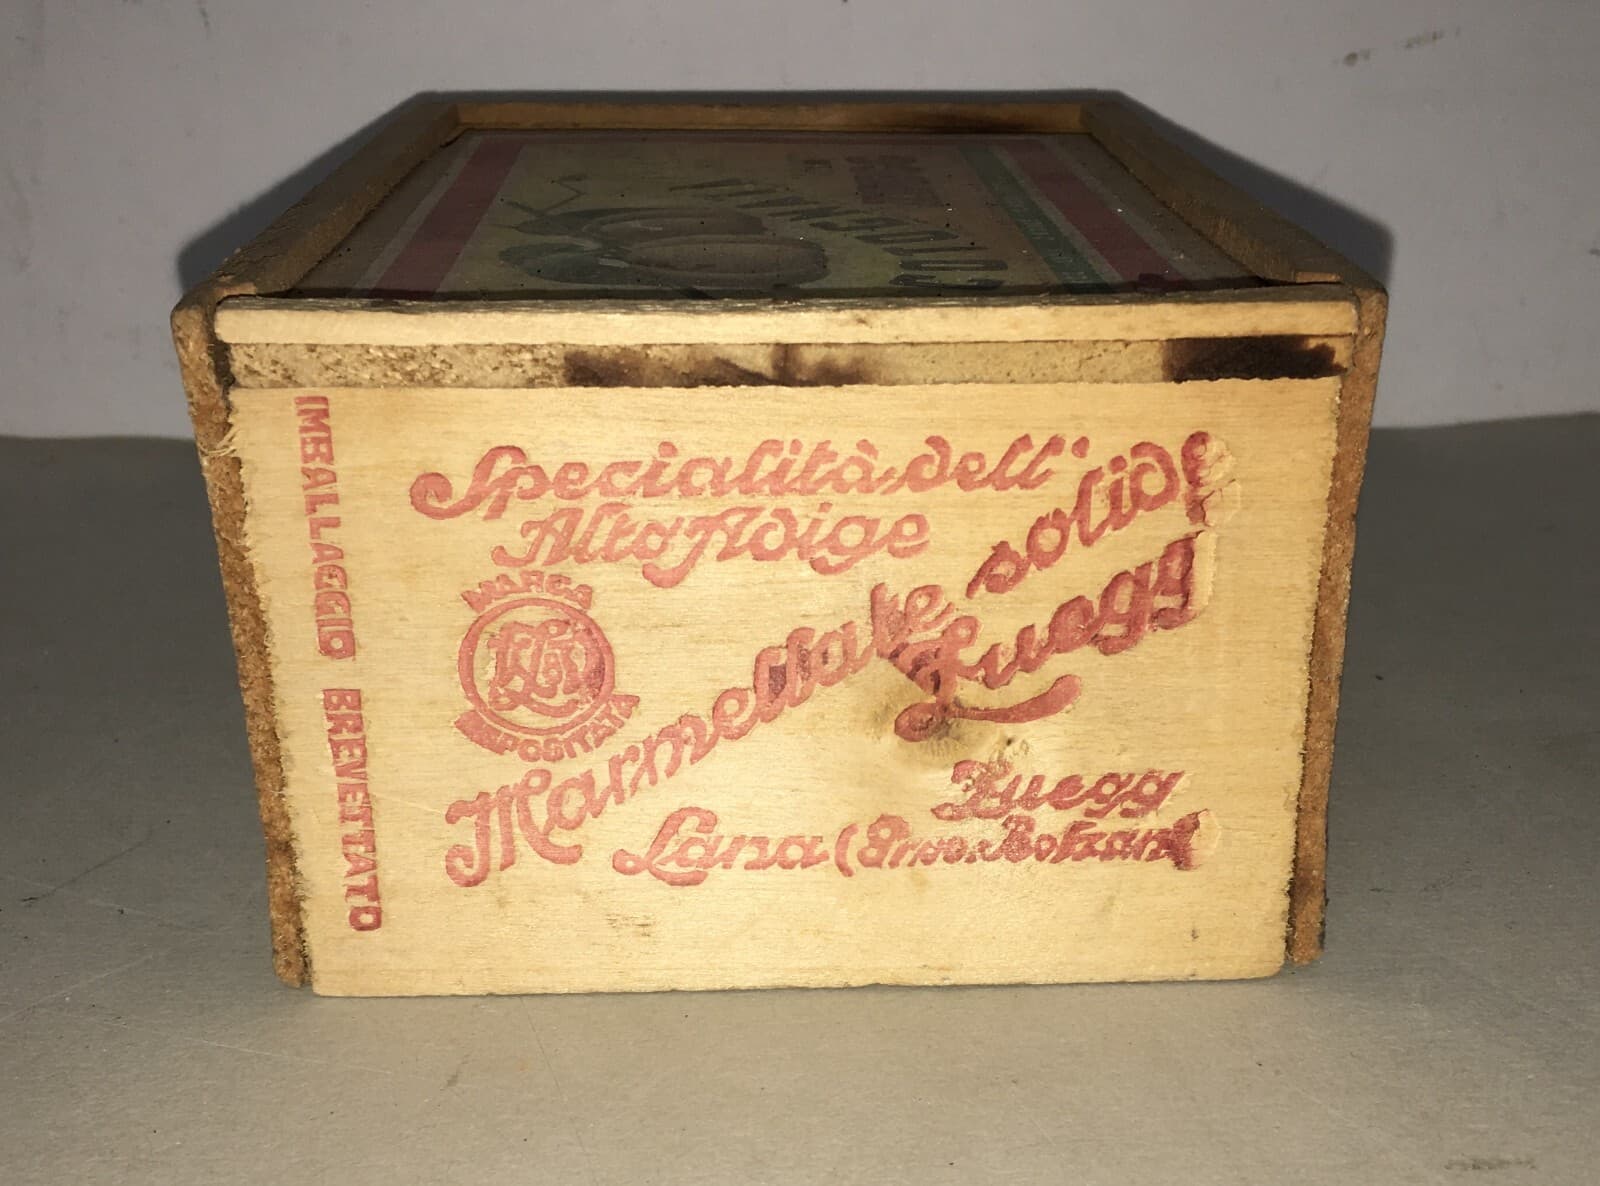 IMBALLAGGIO BREVETTATO
Specialità dell'
Alto Adige
MARCA
DEPOSITATA
Marmellate solide
Zuegg
Zuegg
Lana (Prov. Bolzano